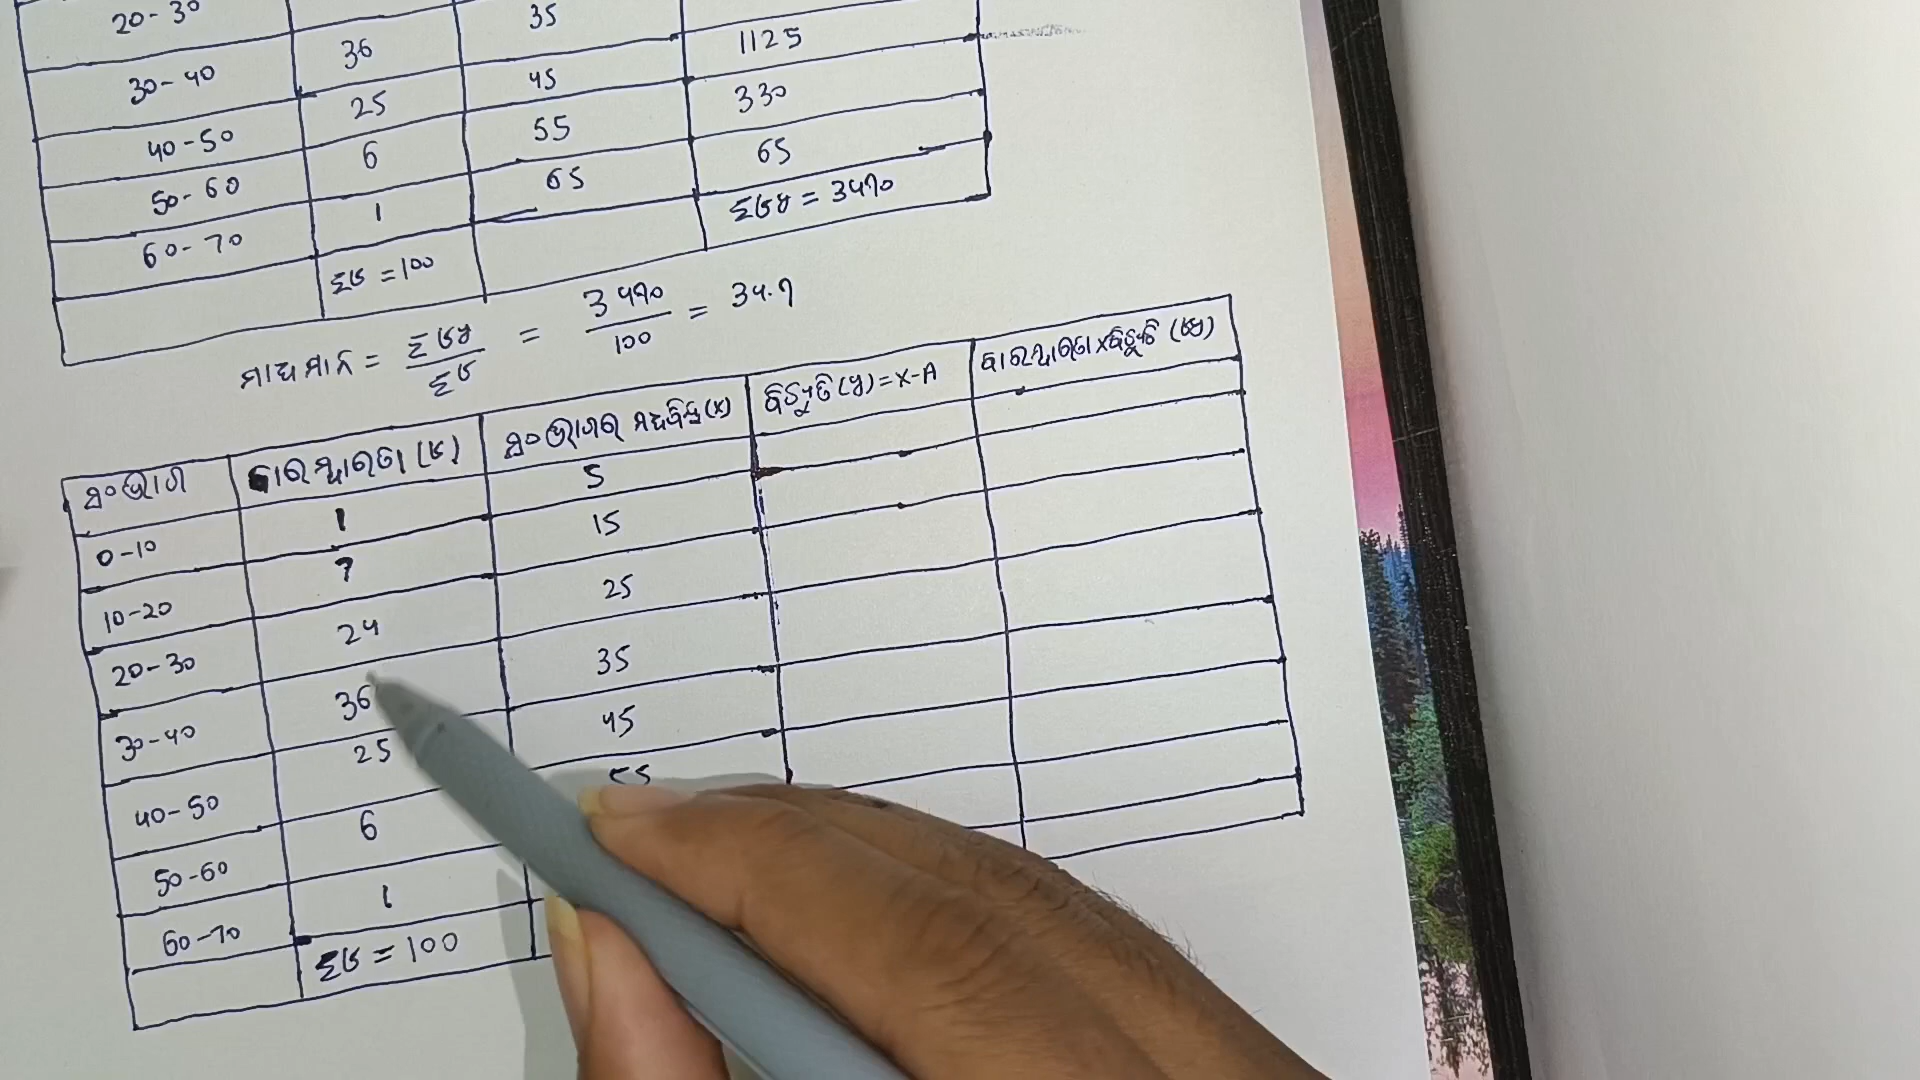 20-30 35
30-40 36 45 1125
40-50 25 55 330
50-60 6 65 65
60-70 1 Σfx = 3470
Σf = 100
ମାଧ୍ୟମାନ = Σfx / Σf = 3470 / 100 = 34.7
ସଂଭାଗ ବାରମ୍ବାରତା (f) ସଂଭାଗର ମଧ୍ୟବିନ୍ଦୁ (x) ବିଚ୍ୟୁତି (y) = x-A ବାରମ୍ବାରତା x ବିଚ୍ୟୁତି (fy)
0-10 1 5
10-20 7 15
20-30 24 25
30-40 36 35
40-50 25 45
50-60 6 55
60-70 1
Σf = 100